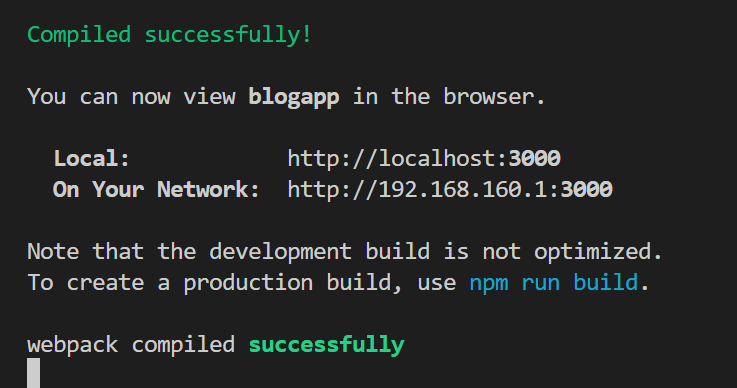 Compiled successfully!
You can now view blogapp in the browser.
Local: http://localhost:3000
On Your Network: http://192.168.160.1:3000
Note that the development build is not optimized.
To create a production build, use npm run build.
webpack compiled successfully